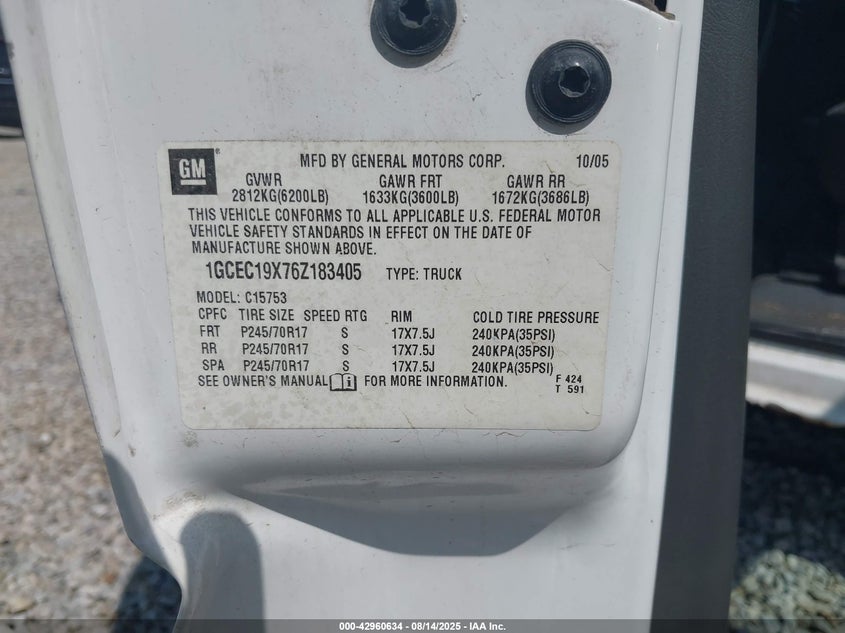 GM ® MFD BY GENERAL MOTORS CORP. 10/05
GVWR GAWR FRT GAWR RR
2812KG(6200LB) 1633KG(3600LB) 1672KG(3686LB)
THIS VEHICLE CONFORMS TO ALL APPLICABLE U.S. FEDERAL MOTOR
VEHICLE SAFETY STANDARDS IN EFFECT ON THE DATE OF
MANUFACTURE SHOWN ABOVE.
1GCEC19X76Z183405 TYPE: TRUCK
MODEL: C15753
CPFC TIRE SIZE SPEED RTG RIM COLD TIRE PRESSURE
FRT P245/70R17 S 17X7.5J 240KPA(35PSI)
RR P245/70R17 S 17X7.5J 240KPA(35PSI)
SPA P245/70R17 S 17X7.5J 240KPA(35PSI)
SEE OWNER'S MANUAL FOR MORE INFORMATION. F 424
T 591
000-42960634 - 08/14/2025 - IAA Inc.